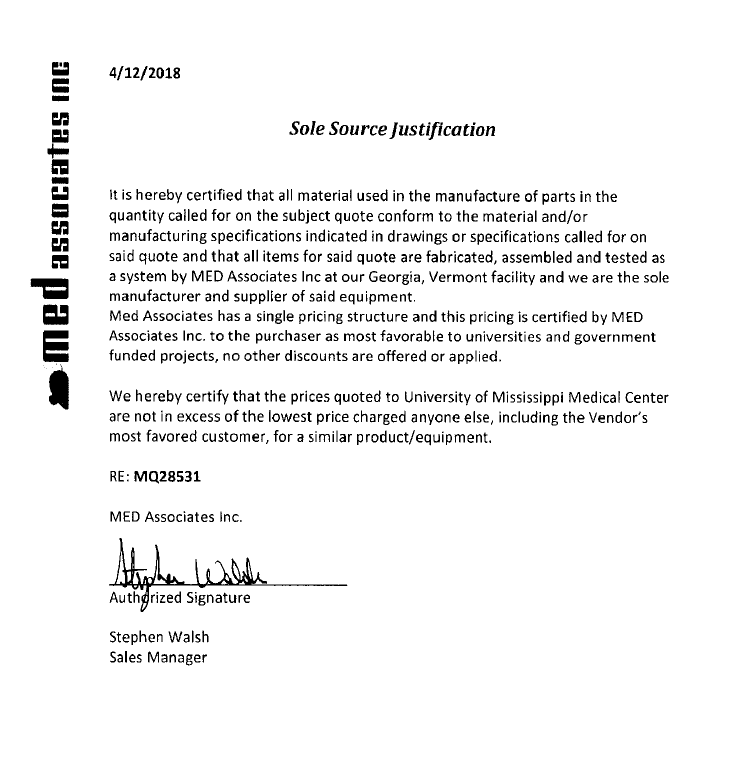 med associates inc
4/12/2018
Sole Source Justification
It is hereby certified that all material used in the manufacture of parts in the
quantity called for on the subject quote conform to the material and/or
manufacturing specifications indicated in drawings or specifications called for on
said quote and that all items for said quote are fabricated, assembled and tested as
a system by MED Associates Inc at our Georgia, Vermont facility and we are the sole
manufacturer and supplier of said equipment.
Med Associates has a single pricing structure and this pricing is certified by MED
Associates Inc. to the purchaser as most favorable to universities and government
funded projects, no other discounts are offered or applied.
We hereby certify that the prices quoted to University of Mississippi Medical Center
are not in excess of the lowest price charged anyone else, including the Vendor's
most favored customer, for a similar product/equipment.
RE: MQ28531
MED Associates Inc.
Stephen Walsh
Authorized Signature
Stephen Walsh
Sales Manager